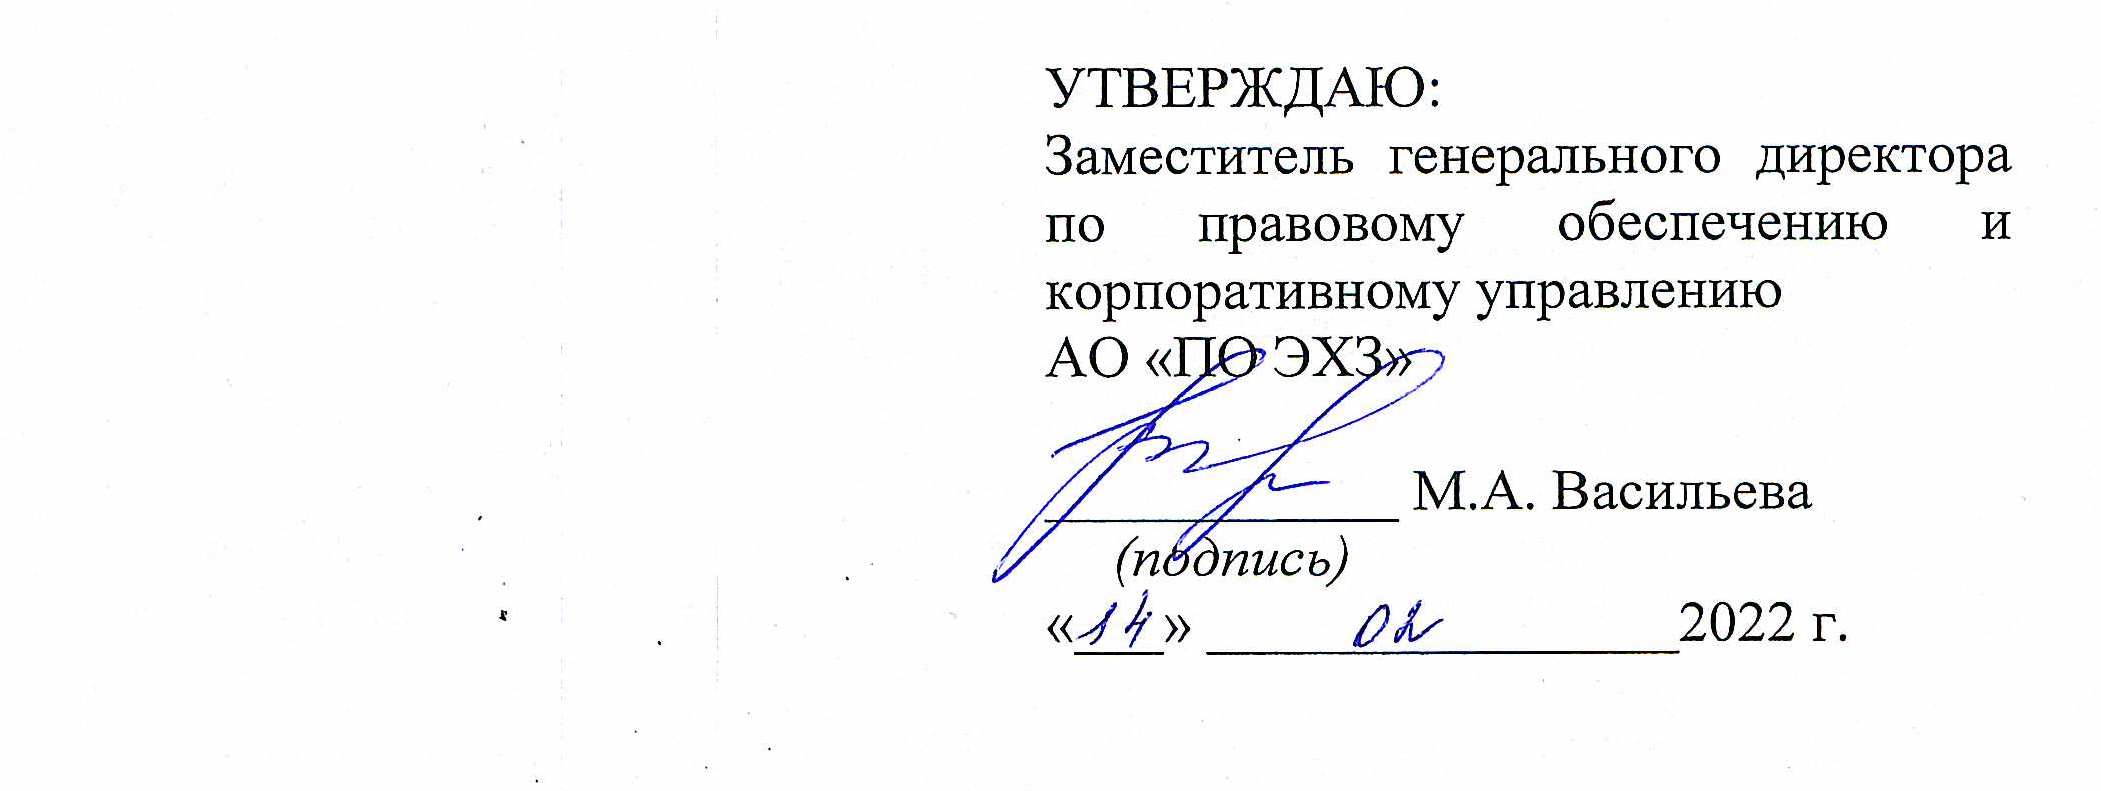 УТВЕРЖДАЮ:
Заместитель генерального директора
по правовому обеспечению и
корпоративному управлению
АО «ПО ЭХЗ»
М.А. Васильева
(подпись)
«14» 02 2022 г.